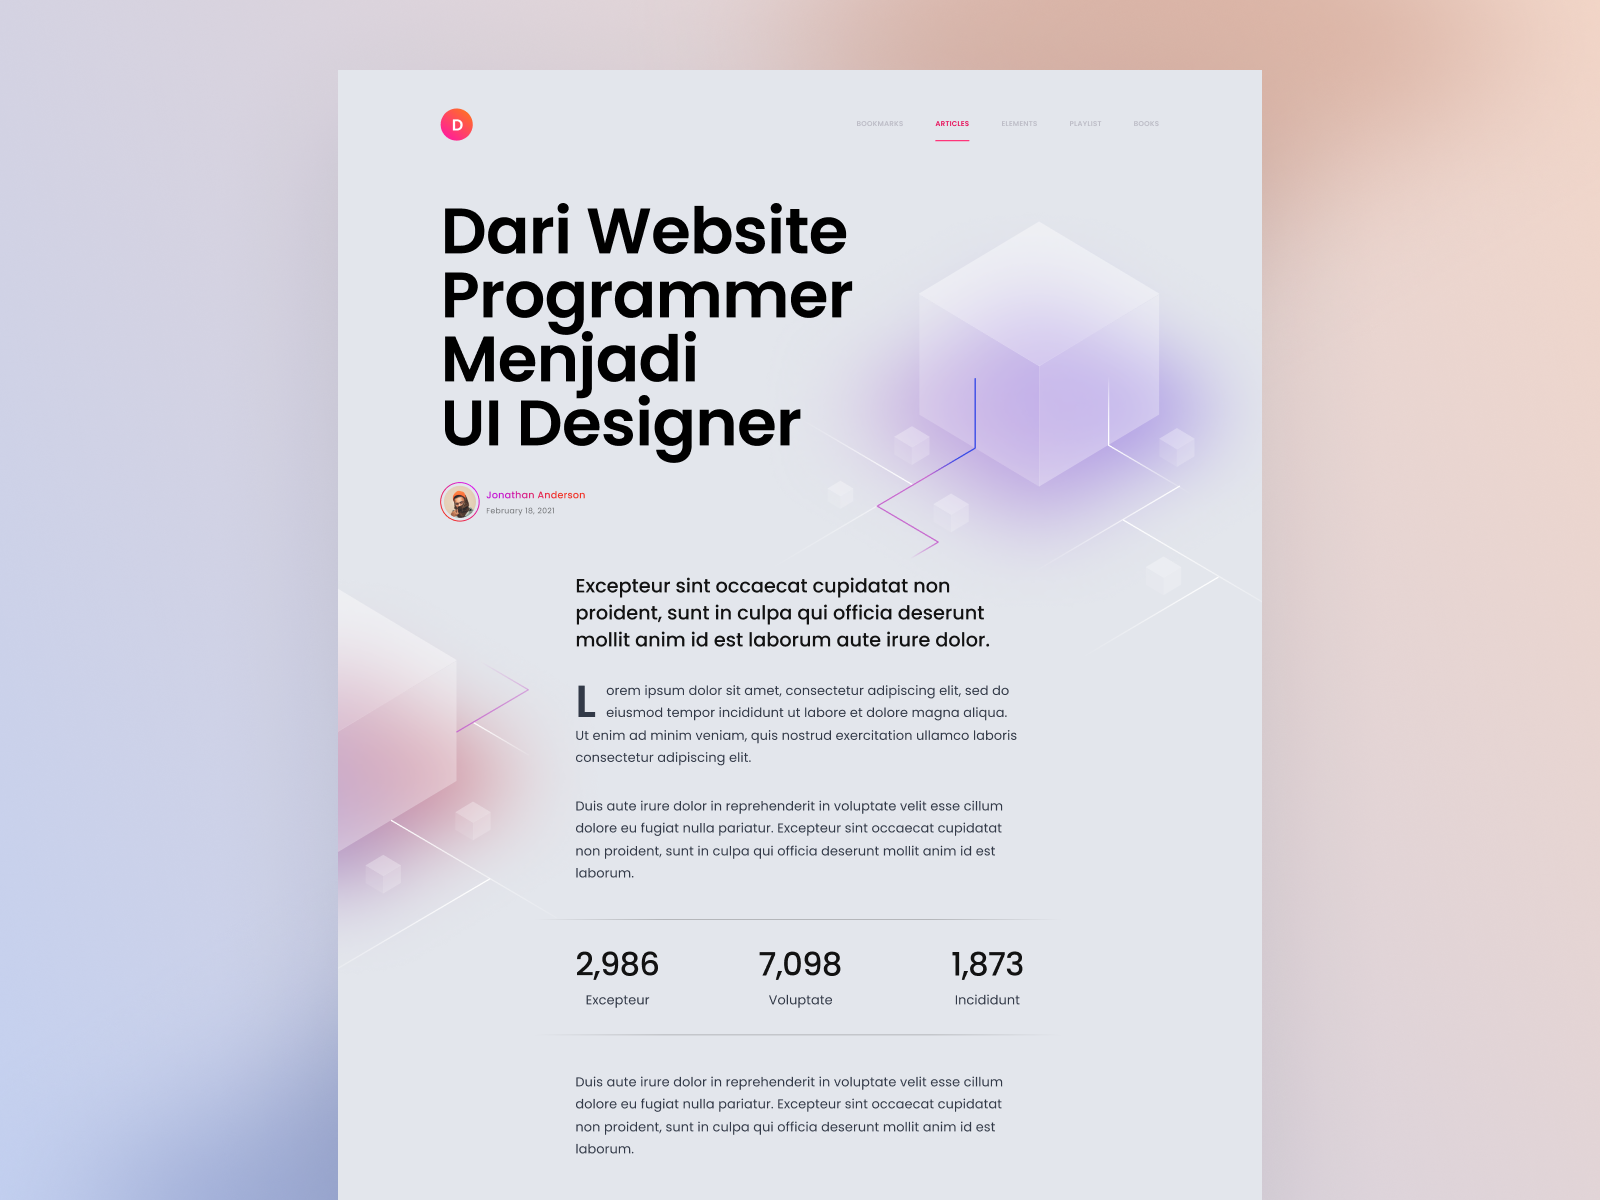 D
BOOKMARKS ARTICLES ELEMENTS PLAYLIST BOOKS
Dari Website
Programmer
Menjadi
UI Designer
Jonathan Anderson
February 18, 2021
Excepteur sint occaecat cupidatat non
proident, sunt in culpa qui officia deserunt
mollit anim id est laborum aute irure dolor.
Lorem ipsum dolor sit amet, consectetur adipiscing elit, sed do
eiusmod tempor incididunt ut labore et dolore magna aliqua.
Ut enim ad minim veniam, quis nostrud exercitation ullamco laboris
consectetur adipiscing elit.
Duis aute irure dolor in reprehenderit in voluptate velit esse cillum
dolore eu fugiat nulla pariatur. Excepteur sint occaecat cupidatat
non proident, sunt in culpa qui officia deserunt mollit anim id est
laborum.
2,986 7,098 1,873
Excepteur Voluptate Incididunt
Duis aute irure dolor in reprehenderit in voluptate velit esse cillum
dolore eu fugiat nulla pariatur. Excepteur sint occaecat cupidatat
non proident, sunt in culpa qui officia deserunt mollit anim id est
laborum.